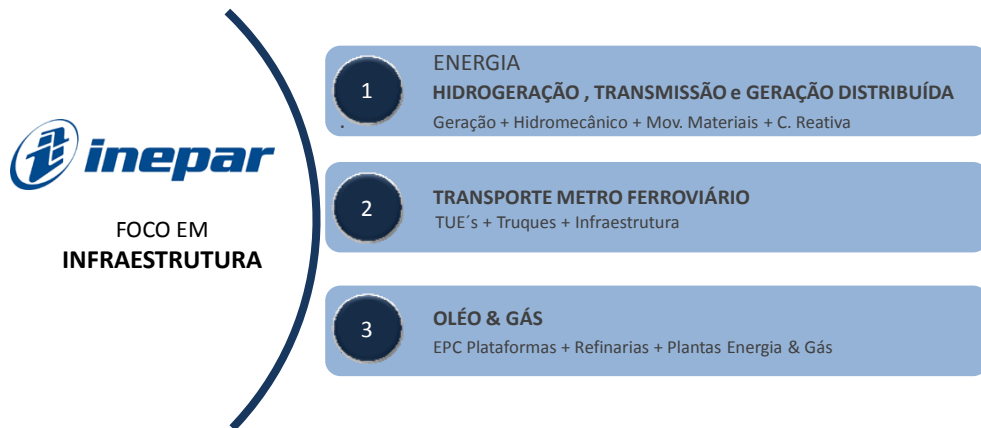 inepar
FOCO EM
INFRAESTRUTURA
1
ENERGIA
HIDROGERAÇÃO , TRANSMISSÃO e GERAÇÃO DISTRIBUÍDA
. Geração + Hidromecânico + Mov. Materiais + C. Reativa
2
TRANSPORTE METRO FERROVIÁRIO
TUE´s + Truques + Infraestrutura
3
OLÉO & GÁS
EPC Plataformas + Refinarias + Plantas Energia & Gás